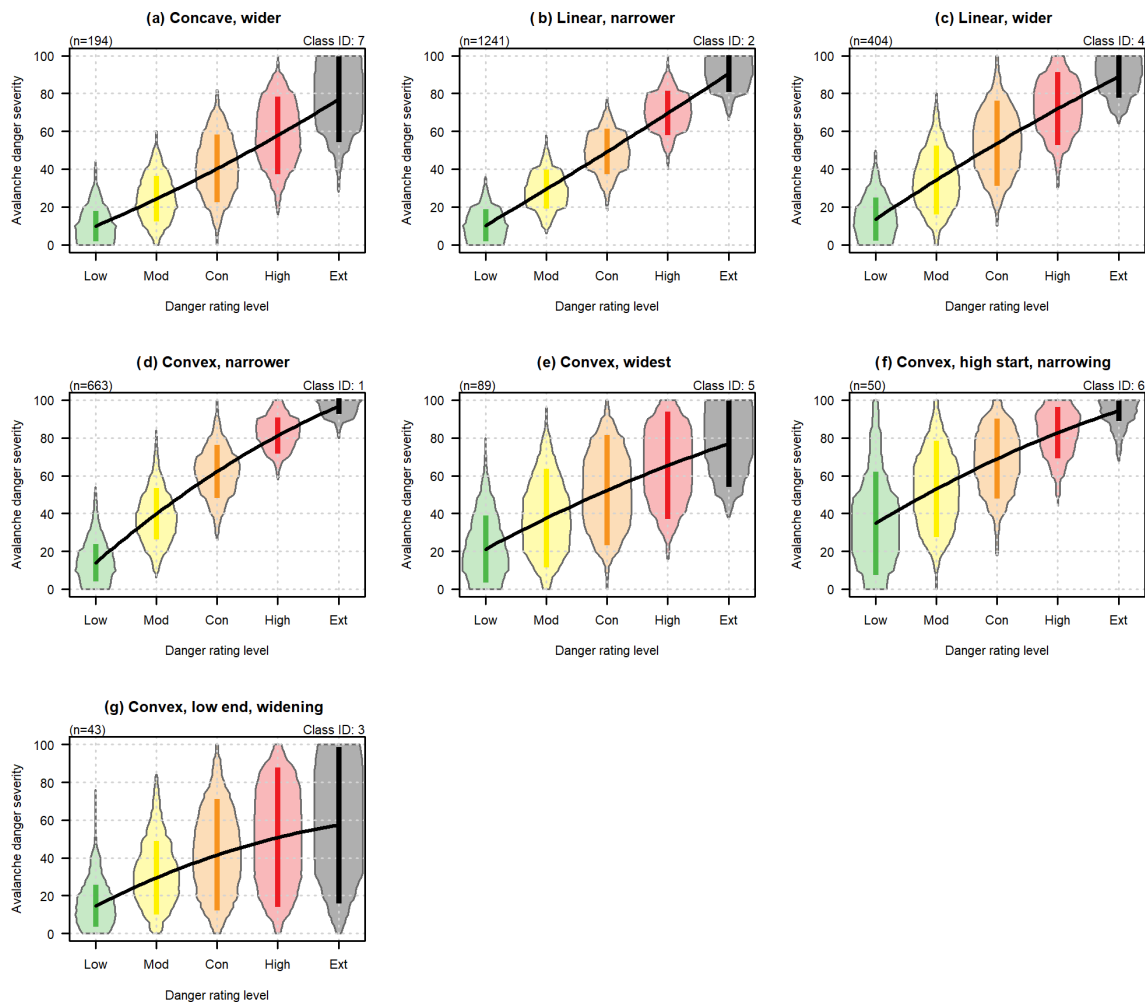 (a) Concave, wider
(n=194) Class ID: 7
Avalanche danger severity
100
80
60
40
20
0
Low Mod Con High Ext
Danger rating level
(b) Linear, narrower
(n=1241) Class ID: 2
Avalanche danger severity
100
80
60
40
20
0
Low Mod Con High Ext
Danger rating level
(c) Linear, wider
(n=404) Class ID: 4
Avalanche danger severity
100
80
60
40
20
0
Low Mod Con High Ext
Danger rating level
(d) Convex, narrower
(n=663) Class ID: 1
Avalanche danger severity
100
80
60
40
20
0
Low Mod Con High Ext
Danger rating level
(e) Convex, widest
(n=89) Class ID: 5
Avalanche danger severity
100
80
60
40
20
0
Low Mod Con High Ext
Danger rating level
(f) Convex, high start, narrowing
(n=50) Class ID: 6
Avalanche danger severity
100
80
60
40
20
0
Low Mod Con High Ext
Danger rating level
(g) Convex, low end, widening
(n=43) Class ID: 3
Avalanche danger severity
100
80
60
40
20
0
Low Mod Con High Ext
Danger rating level